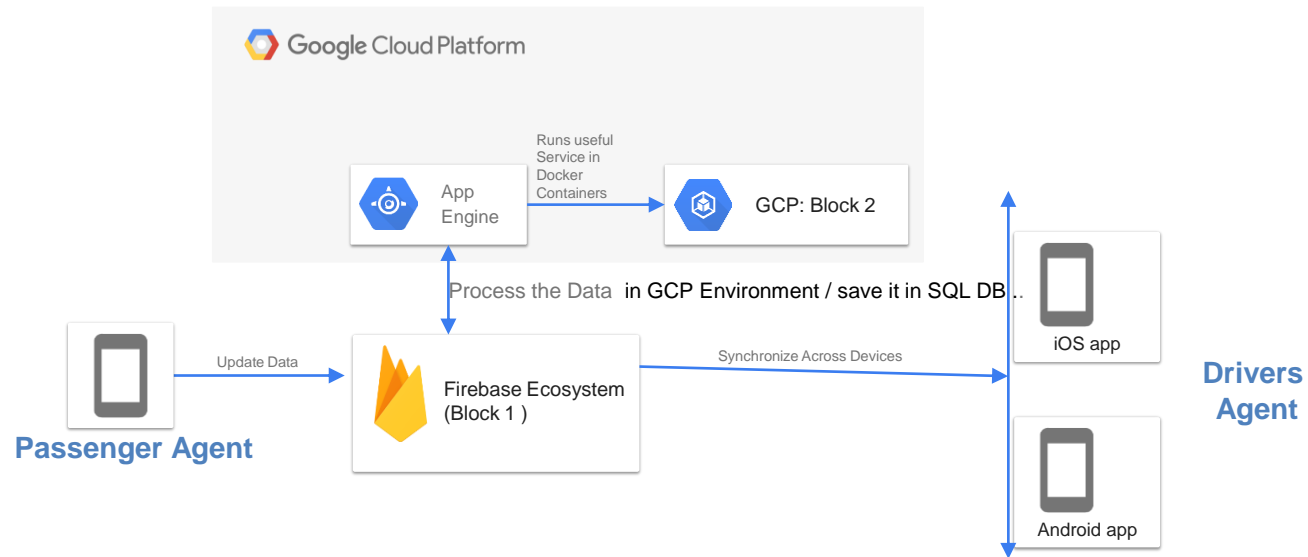 Google Cloud Platform
Runs useful
Service in
Docker
Containers
App
Engine
GCP: Block 2
Process the Data in GCP Environment / save it in SQL DB...
iOS app
Update Data
Synchronize Across Devices
Firebase Ecosystem
(Block 1 )
Drivers
Agent
Passenger Agent
Android app